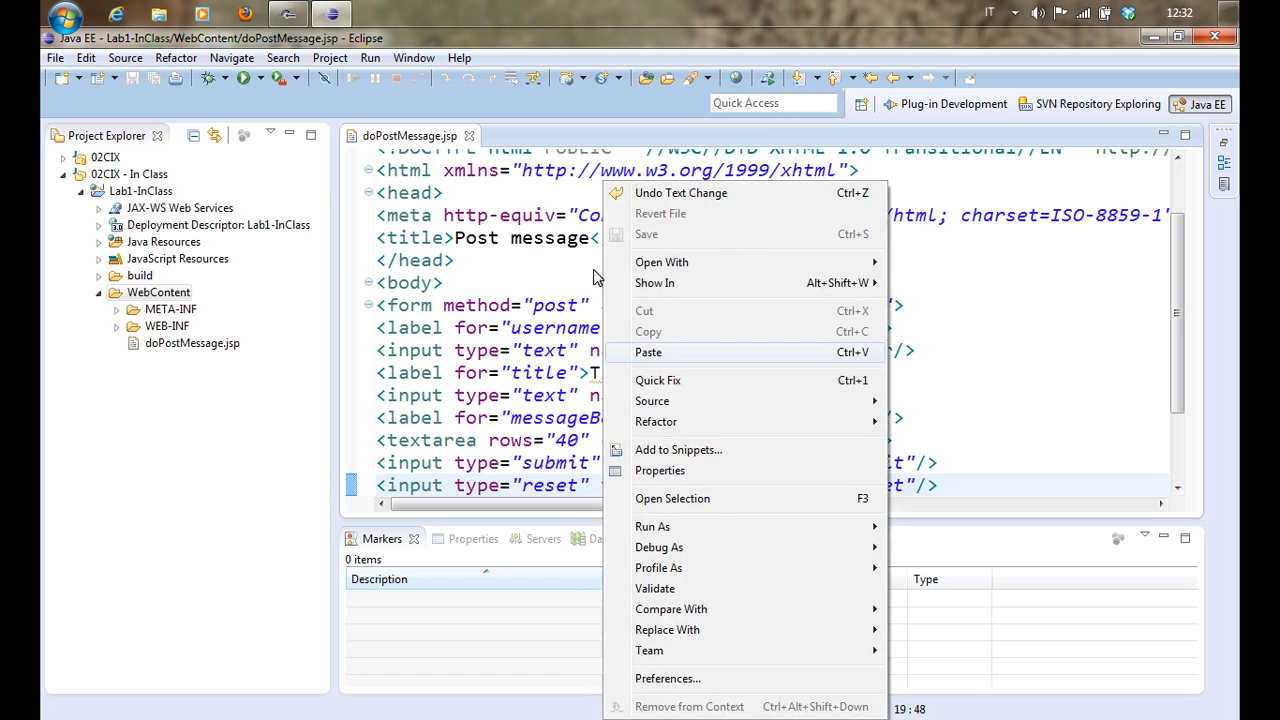 IT 12:32
Java EE - Lab1-InClass/WebContent/doPostMessage.jsp - Eclipse
File Edit Source Refactor Navigate Search Project Run Window Help
Quick Access Plug-in Development SVN Repository Exploring Java EE
Project Explorer
02CIX
02CIX - In Class
Lab1-InClass
JAX-WS Web Services
Deployment Descriptor: Lab1-InClass
Java Resources
JavaScript Resources
build
WebContent
META-INF
WEB-INF
doPostMessage.jsp
doPostMessage.jsp
<html xmlns="http://www.w3.org/1999/xhtml">
<head>
<meta http-equiv="Co /html; charset=ISO-8859-1"
<title>Post message<
</head>
<body>
<form method="post" ">
<label for="username
<input type="text" n /> 
<label for="title">T
<input type="text" n />
<label for="messageB />
<textarea rows="40"
<input type="submit" t"/>
<input type="reset" et"/>
Undo Text Change Ctrl+Z
Revert File
Save Ctrl+S
Open With
Show In Alt+Shift+W
Cut Ctrl+X
Copy Ctrl+C
Paste Ctrl+V
Quick Fix Ctrl+1
Source
Refactor
Add to Snippets...
Properties
Open Selection F3
Run As
Debug As
Profile As
Validate
Compare With
Replace With
Team
Preferences...
Remove from Context Ctrl+Alt+Shift+Down
Markers Properties Servers Da
0 items
Description Type
19 : 48